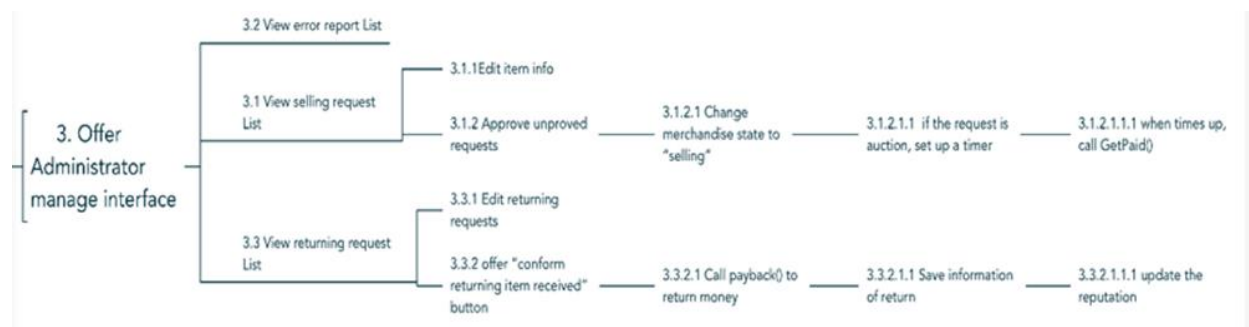 3. Offer
Administrator
manage interface
3.2 View error report List
3.1 View selling request
List
3.1.1Edit item info
3.1.2 Approve unproved
requests
3.1.2.1 Change
merchandise state to
"selling"
3.1.2.1.1 if the request is
auction, set up a timer
3.1.2.1.1.1 when times up,
call GetPaid()
3.3 View returning request
List
3.3.1 Edit returning
requests
3.3.2 offer "conform
returning item received"
button
3.3.2.1 Call payback() to
return money
3.3.2.1.1 Save information
of return
3.3.2.1.1.1 update the
reputation